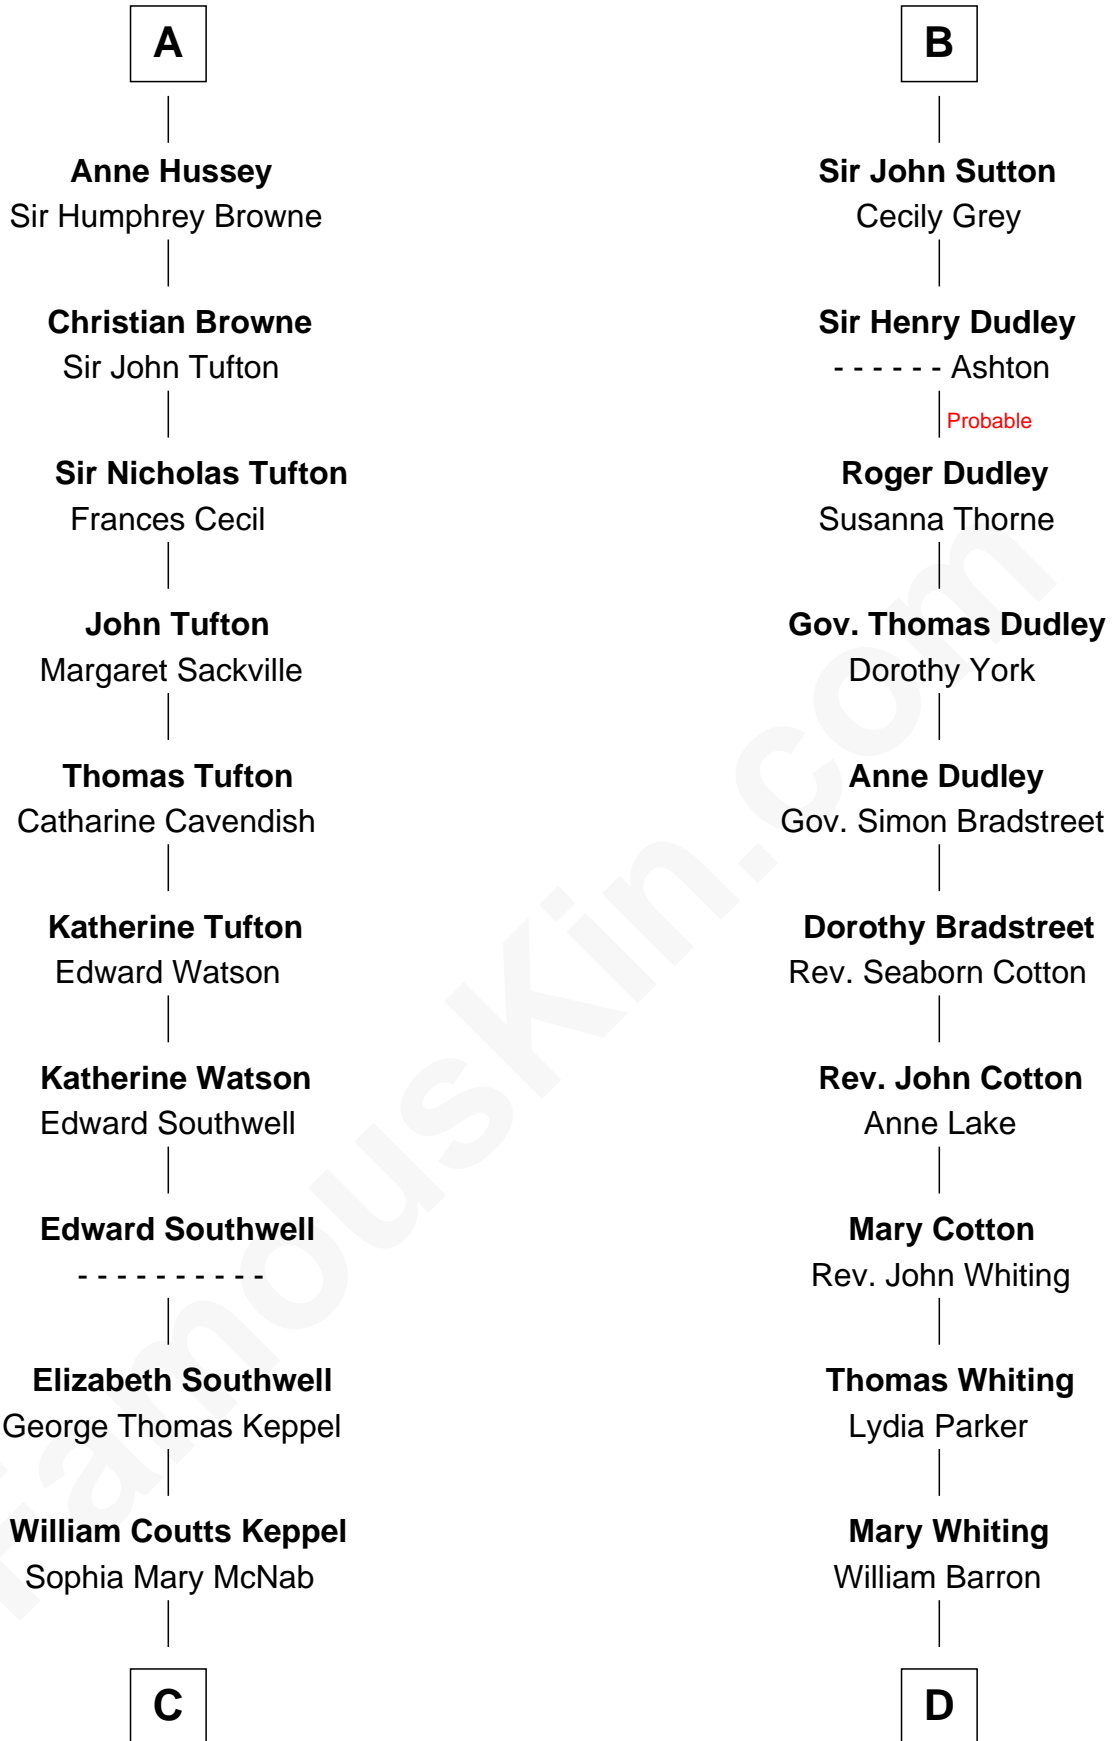 A
Anne Hussey
Sir Humphrey Browne
Christian Browne
Sir John Tufton
Sir Nicholas Tufton
Frances Cecil
John Tufton
Margaret Sackville
Thomas Tufton
Catharine Cavendish
Katherine Tufton
Edward Watson
Katherine Watson
Edward Southwell
Edward Southwell
- - - - - - - - - -
Elizabeth Southwell
George Thomas Keppel
William Coutts Keppel
Sophia Mary McNab
C
B
Sir John Sutton
Cecily Grey
Sir Henry Dudley
- - - - - - Ashton
Probable
Roger Dudley
Susanna Thorne
Gov. Thomas Dudley
Dorothy York
Anne Dudley
Gov. Simon Bradstreet
Dorothy Bradstreet
Rev. Seaborn Cotton
Rev. John Cotton
Anne Lake
Mary Cotton
Rev. John Whiting
Thomas Whiting
Lydia Parker
Mary Whiting
William Barron
D
FamousKin.com